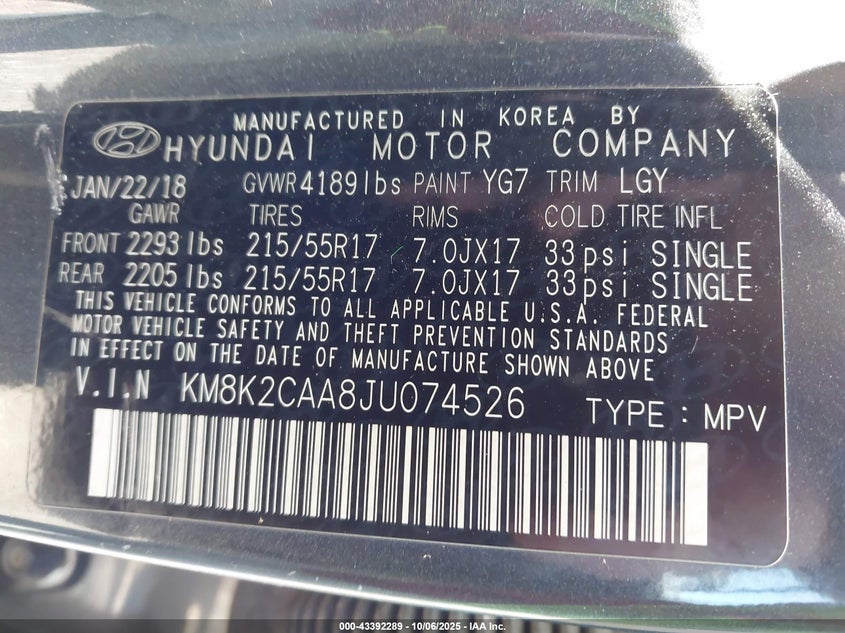 MANUFACTURED IN KOREA BY
HYUNDAI MOTOR COMPANY
JAN/22/18 GVWR 4189 lbs PAINT YG7 TRIM LGY
GAWR TIRES RIMS COLD TIRE INFL
FRONT 2293 lbs 215/55R17 7.0JX17 33psi SINGLE
REAR 2205 lbs 215/55R17 7.0JX17 33psi SINGLE
THIS VEHICLE CONFORMS TO ALL APPLICABLE U.S.A. FEDERAL
MOTOR VEHICLE SAFETY AND THEFT PREVENTION STANDARDS
IN EFFECT ON THE DATE OF MANUFACTURE SHOWN ABOVE
V.I.N KM8K2CAA8JU074526 TYPE : MPV
000-43392289 - 10/06/2025 - IAA Inc.